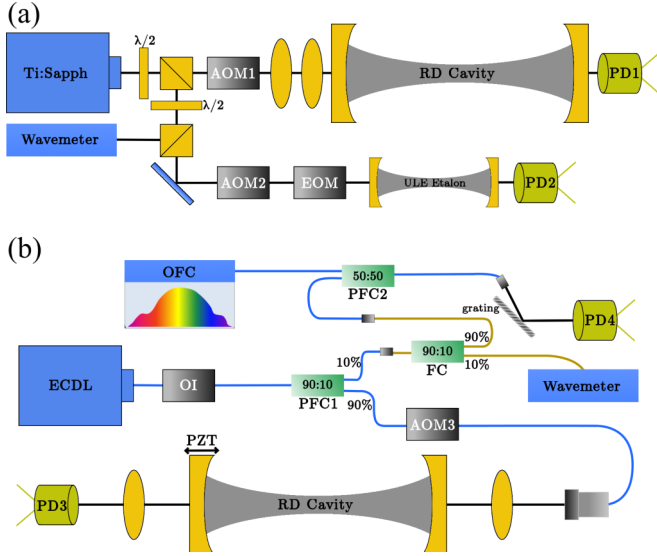 (a)
λ/2
Ti:Sapph
AOM1
RD Cavity
PD1
λ/2
Wavemeter
AOM2
EOM
ULE Etalon
PD2
(b)
OFC
50:50
PFC2
grating
PD4
90%
90:10
10%
FC
10%
ECDL
OI
90:10
PFC1
90%
Wavemeter
AOM3
PZT
PD3
RD Cavity